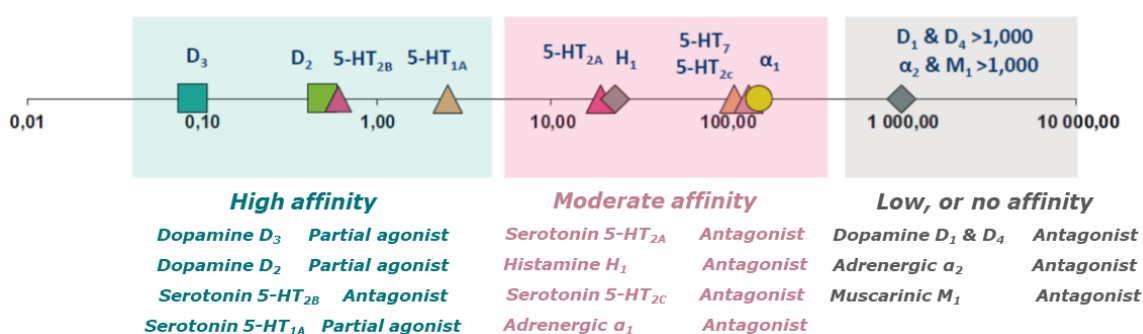 D₃ D₂ 5-HT₂B 5-HT₁A
5-HT₂A H₁
5-HT₇
5-HT₂c α₁
D₁ & D₄ >1,000
α₂ & M₁ >1,000
0,01 0,10 1,00 10,00 100,00 1 000,00 10 000,00
High affinity
Dopamine D₃ Partial agonist
Dopamine D₂ Partial agonist
Serotonin 5-HT₂B Antagonist
Serotonin 5-HT₁A Partial agonist
Moderate affinity
Serotonin 5-HT₂A Antagonist
Histamine H₁ Antagonist
Serotonin 5-HT₂C Antagonist
Adrenergic α₁ Antagonist
Low, or no affinity
Dopamine D₁ & D₄ Antagonist
Adrenergic α₂ Antagonist
Muscarinic M₁ Antagonist